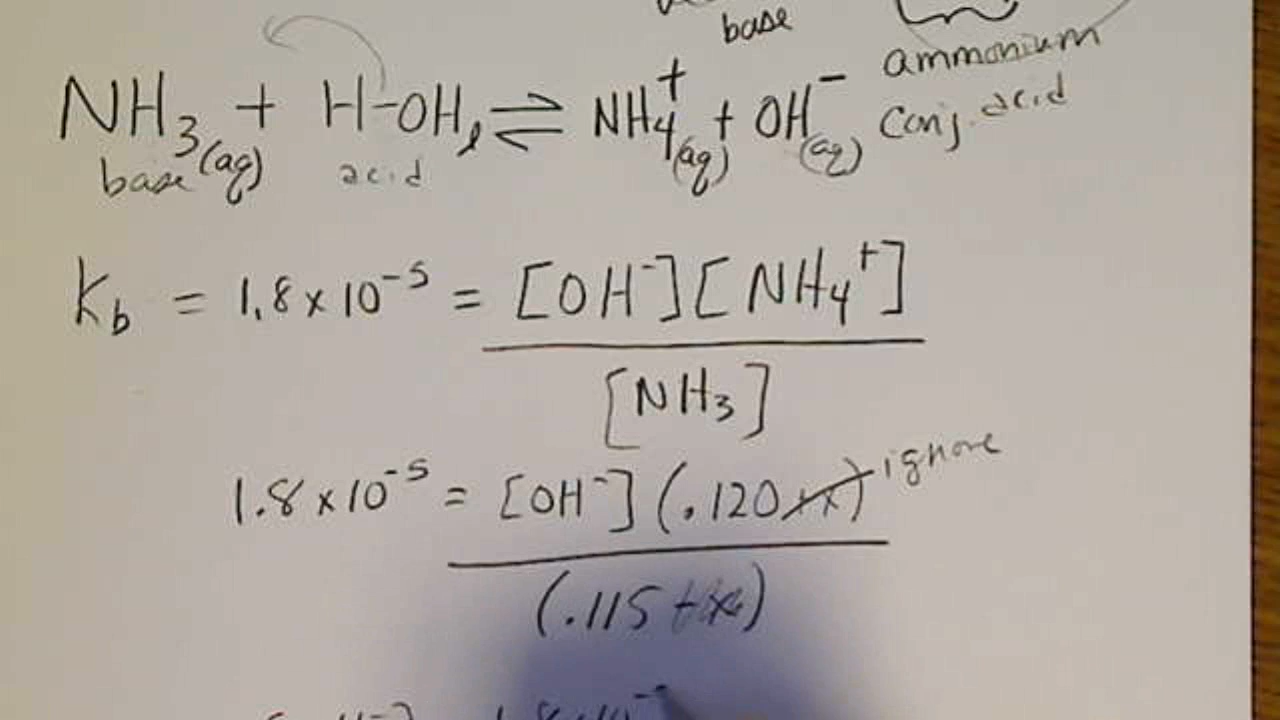 base
ammonium
NH₃(aq) + H-OHℓ ⇌ NH₄⁺(aq) + OH⁻(aq) conj. acid
base acid
Kb = 1.8 x 10⁻⁵ = [OH⁻][NH₄⁺]
[NH₃]
1.8 x 10⁻⁵ = [OH⁻](.120+x) ignore
(.115